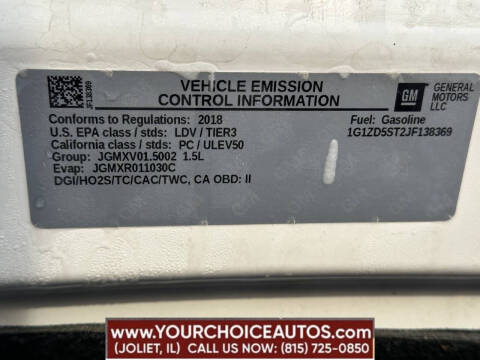 JF138369
VEHICLE EMISSION
CONTROL INFORMATION
GM
GENERAL
MOTORS
LLC
Conforms to Regulations: 2018
Fuel: Gasoline
U.S. EPA class / stds: LDV / TIER3
1G1ZD5ST2JF138369
California class / stds: PC / ULEV50
Group: JGMXV01.5002 1.5L
Evap: JGMXR011030C
DGI/HO2S/TC/CAC/TWC, CA OBD: II
WWW.YOURCHOICEAUTOS.COM
(JOLIET, IL) CALL US NOW: (815) 725-0850